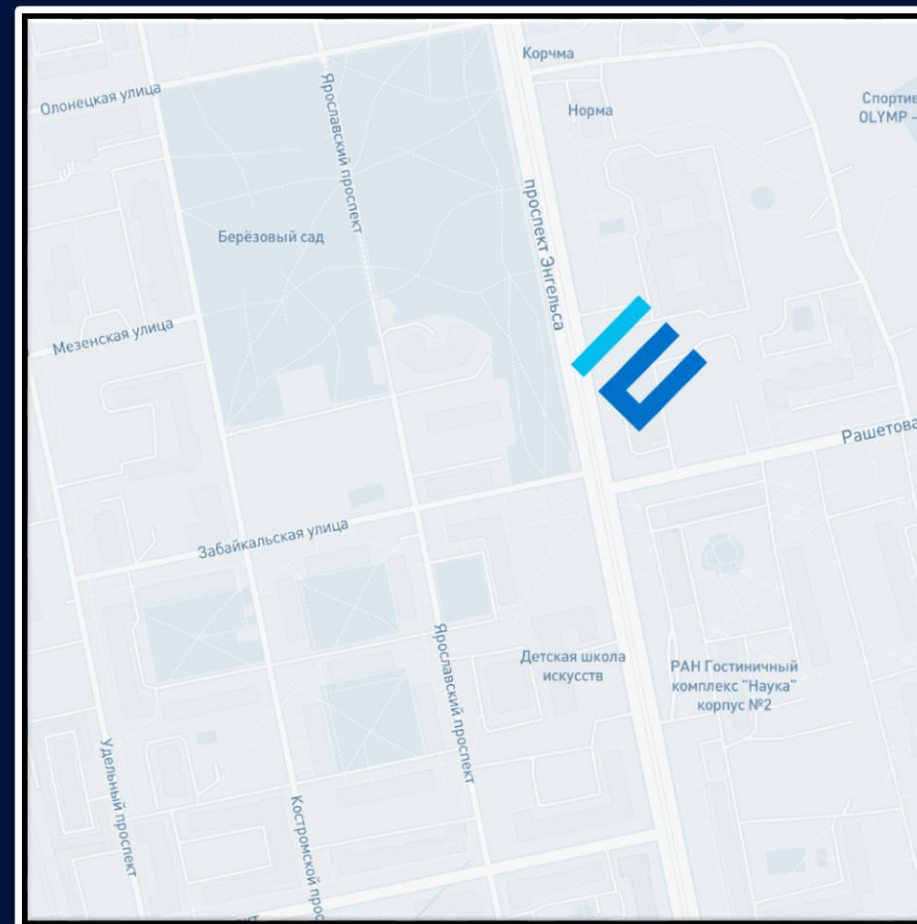 Корчма
Олонецкая улица
Ярославский проспект
Норма
Спортив
OLYMP –
проспект Энгельса
Берёзовый сад
Мезенская улица
Рашетова
Забайкальская улица
Ярославский проспект
Детская школа
искусств
РАН Гостиничный
комплекс "Наука"
корпус №2
Удельный проспект
Костромской прос
кт